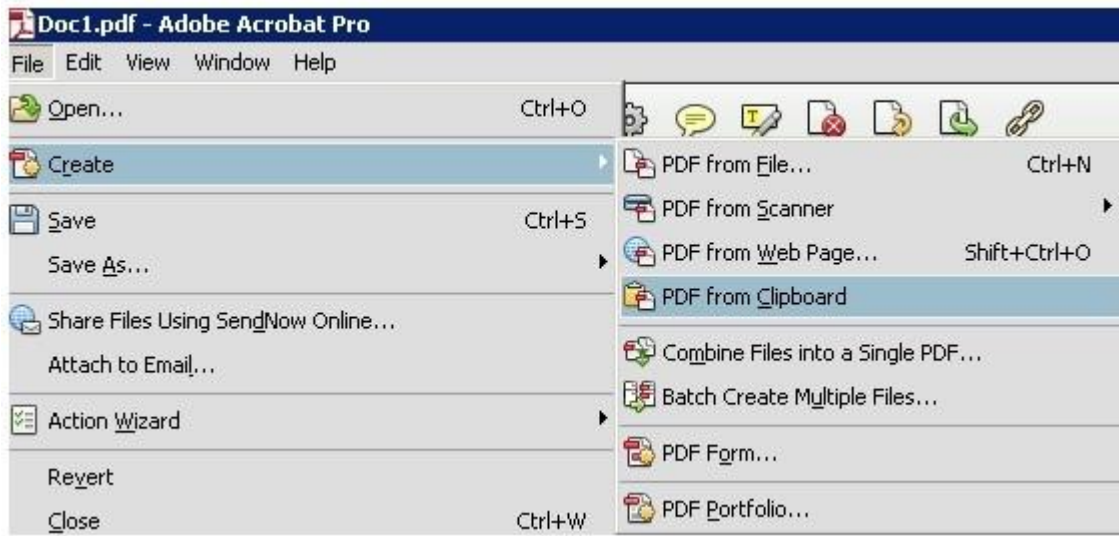 Doc1.pdf - Adobe Acrobat Pro
File Edit View Window Help
Open... Ctrl+O
Create
Save Ctrl+S
Save As...
Share Files Using SendNow Online...
Attach to Email...
Action Wizard
Revert
Close Ctrl+W
PDF from File... Ctrl+N
PDF from Scanner
PDF from Web Page... Shift+Ctrl+O
PDF from Clipboard
Combine Files into a Single PDF...
Batch Create Multiple Files...
PDF Form...
PDF Portfolio...